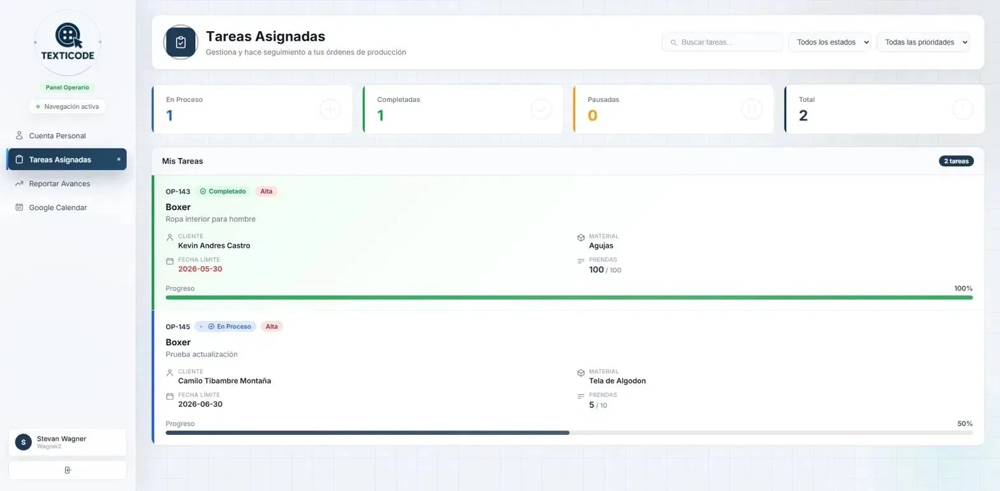 TEXTICODE
Panel Operario
Navegación activa
Cuenta Personal
Tareas Asignadas
Reportar Avances
Google Calendar
S
Stevan Wagner
Wagner2
Tareas Asignadas
Gestiona y hace seguimiento a tus órdenes de producción
Buscar tareas...
Todos los estados
Todas las prioridades
En Proceso
1
Completadas
1
Pausadas
0
Total
2
Mis Tareas
2 tareas
OP-143 Completado Alta
Boxer
Ropa interior para hombre
CLIENTE
Kevin Andres Castro
MATERIAL
Agujas
FECHA LÍMITE
2026-05-30
PRENDAS
100 / 100
Progreso 100%
OP-145 En Proceso Alta
Boxer
Prueba actualización
CLIENTE
Camilo Tibambre Montaña
MATERIAL
Tela de Algodon
FECHA LÍMITE
2026-06-30
PRENDAS
5 / 10
Progreso 50%